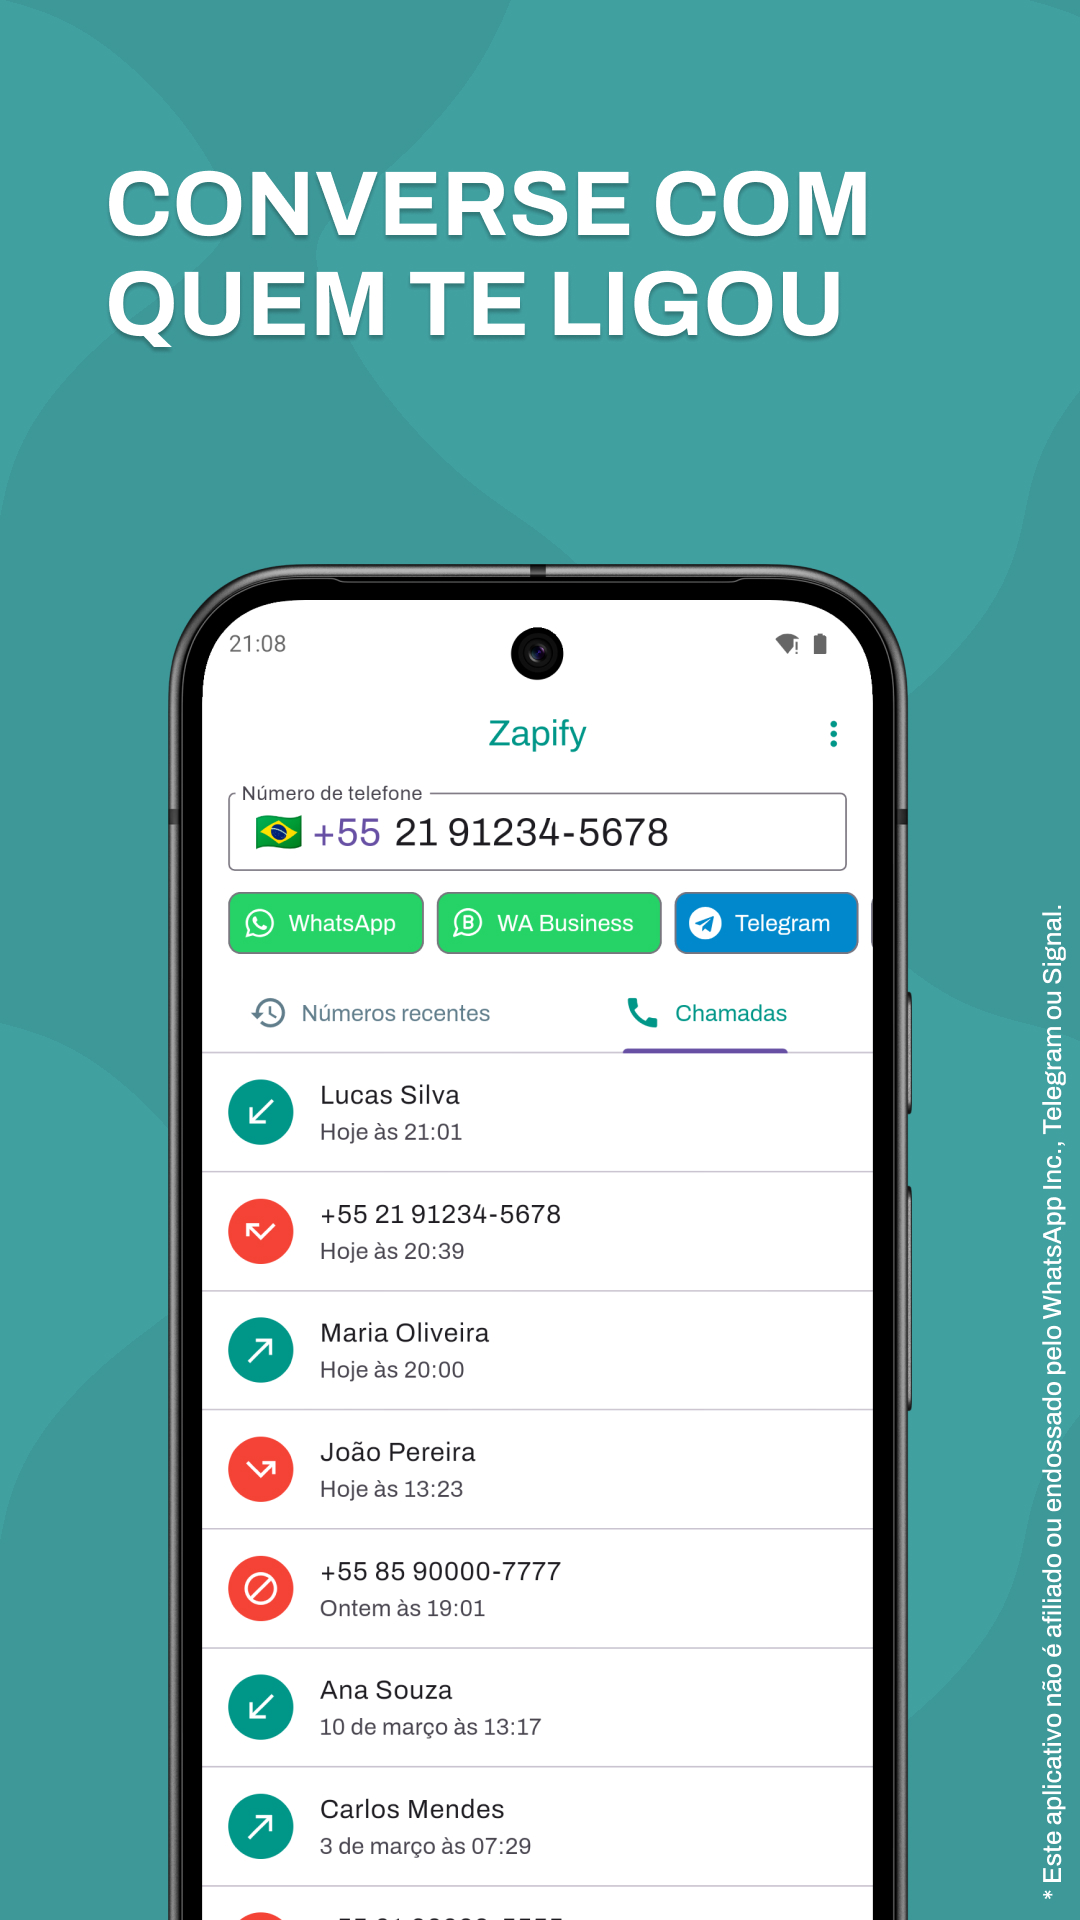 CONVERSE COM
QUEM TE LIGOU
21:08
Zapify
Número de telefone
+55 21 91234-5678
WhatsApp
WA Business
Telegram
Números recentes
Chamadas
Lucas Silva
Hoje às 21:01
+55 21 91234-5678
Hoje às 20:39
Maria Oliveira
Hoje às 20:00
João Pereira
Hoje às 13:23
+55 85 90000-7777
Ontem às 19:01
Ana Souza
10 de março às 13:17
Carlos Mendes
3 de março às 07:29
* Este aplicativo não é afiliado ou endossado pelo WhatsApp Inc., Telegram ou Signal.